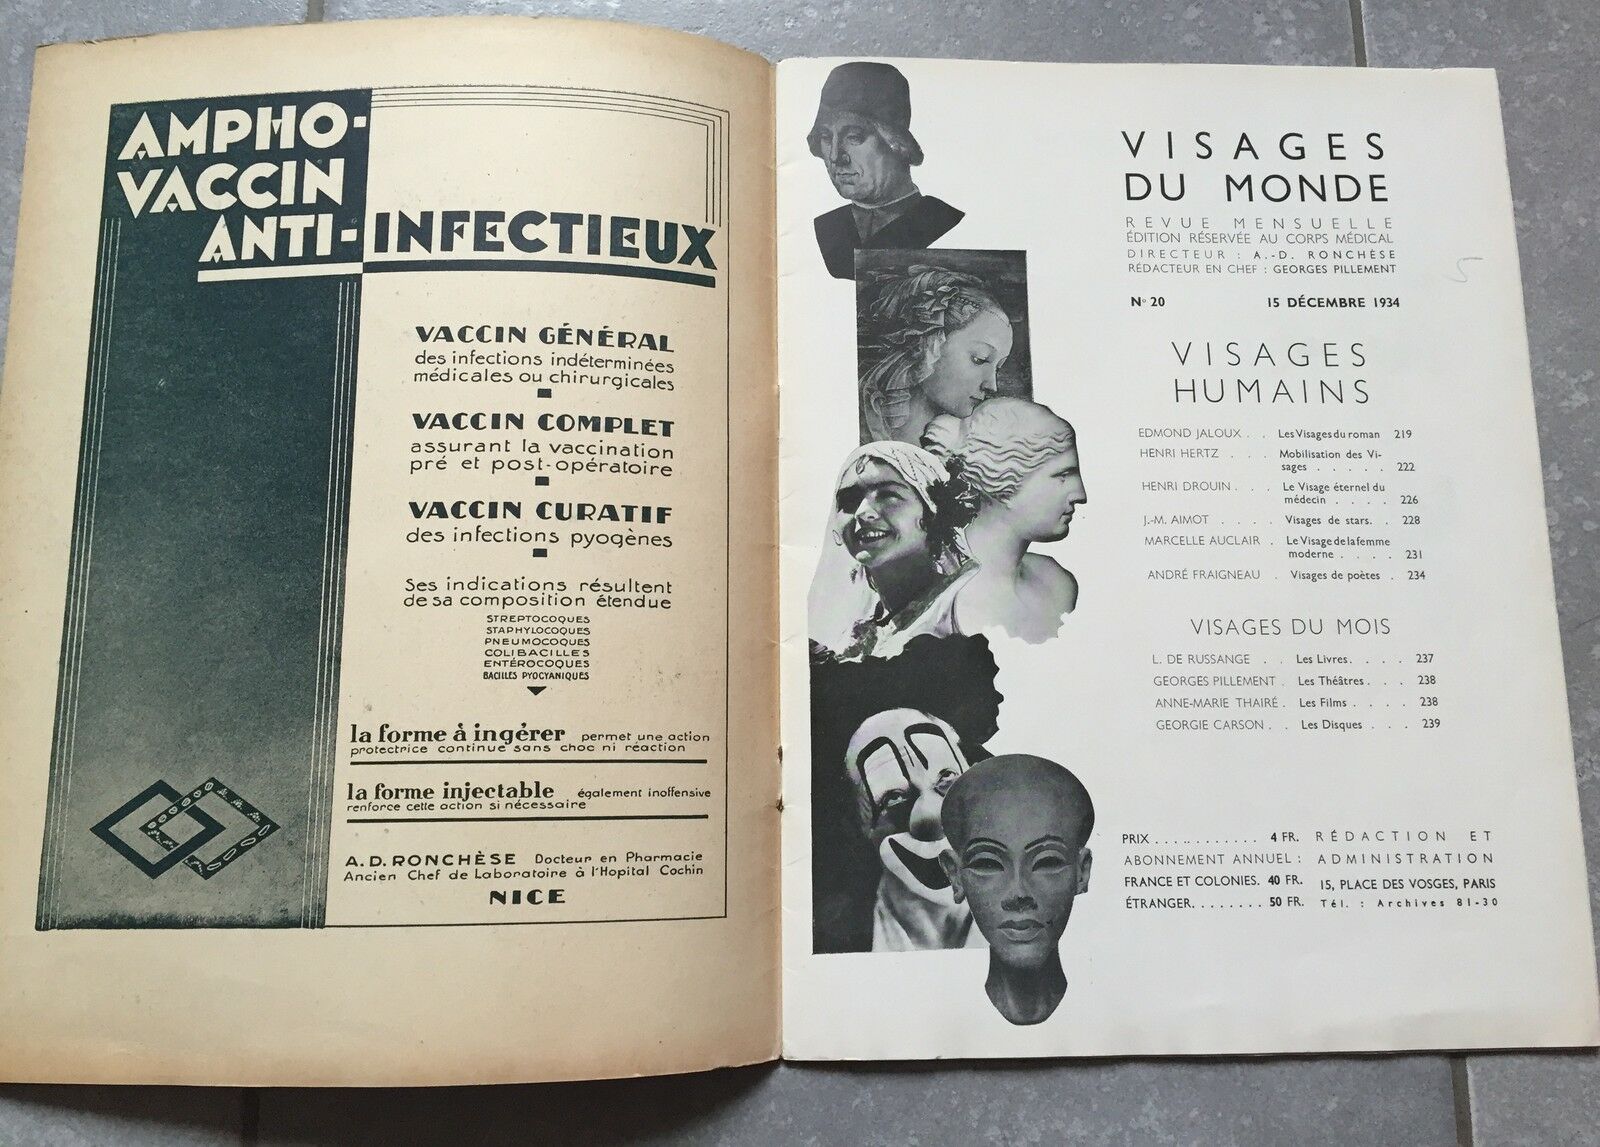 AMPHO-
VACCIN
ANTI-INFECTIEUX
VACCIN GÉNÉRAL
des infections indéterminées
médicales ou chirurgicales
VACCIN COMPLET
assurant la vaccination
pré et post-opératoire
VACCIN CURATIF
des infections pyogènes
Ses indications résultent
de sa composition étendue
STREPTOCOQUES
STAPHYLOCOQUES
PNEUMOCOQUES
COLIBACILLES
ENTÉROCOQUES
BACILLES PYOCYANIQUES
la forme à ingérer permet une action
protectrice continue sans choc ni réaction
la forme injectable également inoffensive
renforce cette action si nécessaire
A.D. RONCHÈSE Docteur en Pharmacie
Ancien Chef de Laboratoire à l'Hopital Cochin
NICE
VISAGES
DU MONDE
REVUE MENSUELLE
ÉDITION RÉSERVÉE AU CORPS MÉDICAL
DIRECTEUR : A.-D. RONCHÈSE
RÉDACTEUR EN CHEF : GEORGES PILLEMENT
No 20 15 DÉCEMBRE 1934
VISAGES
HUMAINS
EDMOND JALOUX . . Les Visages du roman 219
HENRI HERTZ . . . Mobilisation des Vi-
sages . . . . . 222
HENRI DROUIN . . . Le Visage éternel du
médecin . . . . 226
J.-M. AIMOT . . . . Visages de stars. . 228
MARCELLE AUCLAIR . Le Visage de la femme
moderne . . . . 231
ANDRÉ FRAIGNEAU . Visages de poètes . 234
VISAGES DU MOIS
L. DE RUSSANGE . . Les Livres. . . . 237
GEORGES PILLEMENT . Les Théâtres. . . 238
ANNE-MARIE THAIRÉ . Les Films . . . . 238
GEORGIE CARSON . . Les Disques . . . 239
PRIX . . . . . . . . . . . . 4 FR. RÉDACTION ET
ABONNEMENT ANNUEL : ADMINISTRATION
FRANCE ET COLONIES. 40 FR. 15, PLACE DES VOSGES, PARIS
ÉTRANGER. . . . . . . . 50 FR. Tél. : Archives 81-30